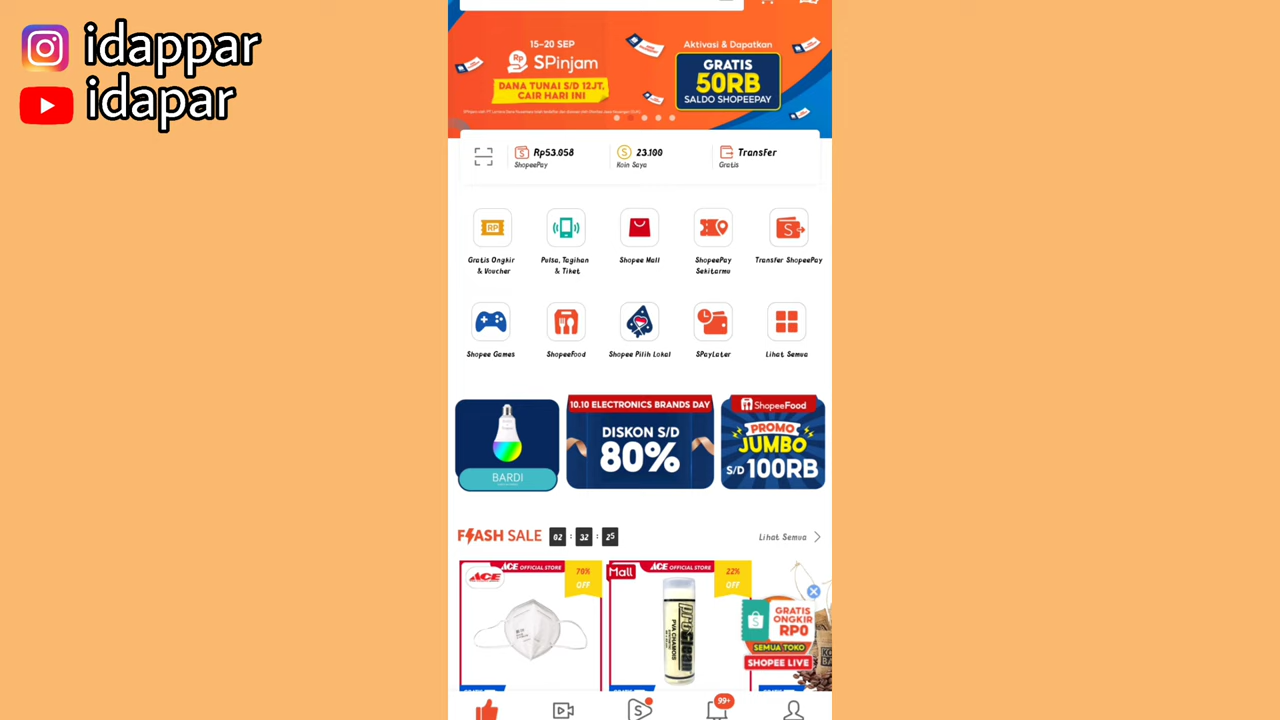 idappar
idapar
15-20 SEP
SPinjam
DANA TUNAI S/D 12JT,
CAIR HARI INI
Aktivasi & Dapatkan
GRATIS
50RB
SALDO SHOPEEPAY
Rp53.058
ShopeePay
23.100
Koin Saya
Transfer
Gratis
Gratis Ongkir
& Voucher
Pulsa, Tagihan
& Tiket
Shopee Mall
ShopeePay
Sekitarmu
Transfer ShopeePay
Shopee Games
ShopeeFood
Shopee Pilih Lokal
SPayLater
Lihat Semua
BARDI
10.10 ELECTRONICS BRANDS DAY
DISKON S/D
80%
ShopeeFood
PROMO
JUMBO
S/D 100RB
FLASH SALE 02 : 32 : 25
Lihat Semua
ACE
ACE OFFICIAL STORE
70%
OFF
Mall
ACE OFFICIAL STORE
22%
OFF
proclean
PVA CHAMOIS
GRATIS
ONGKIR
RP0
SEMUA TOKO
SHOPEE LIVE
99+